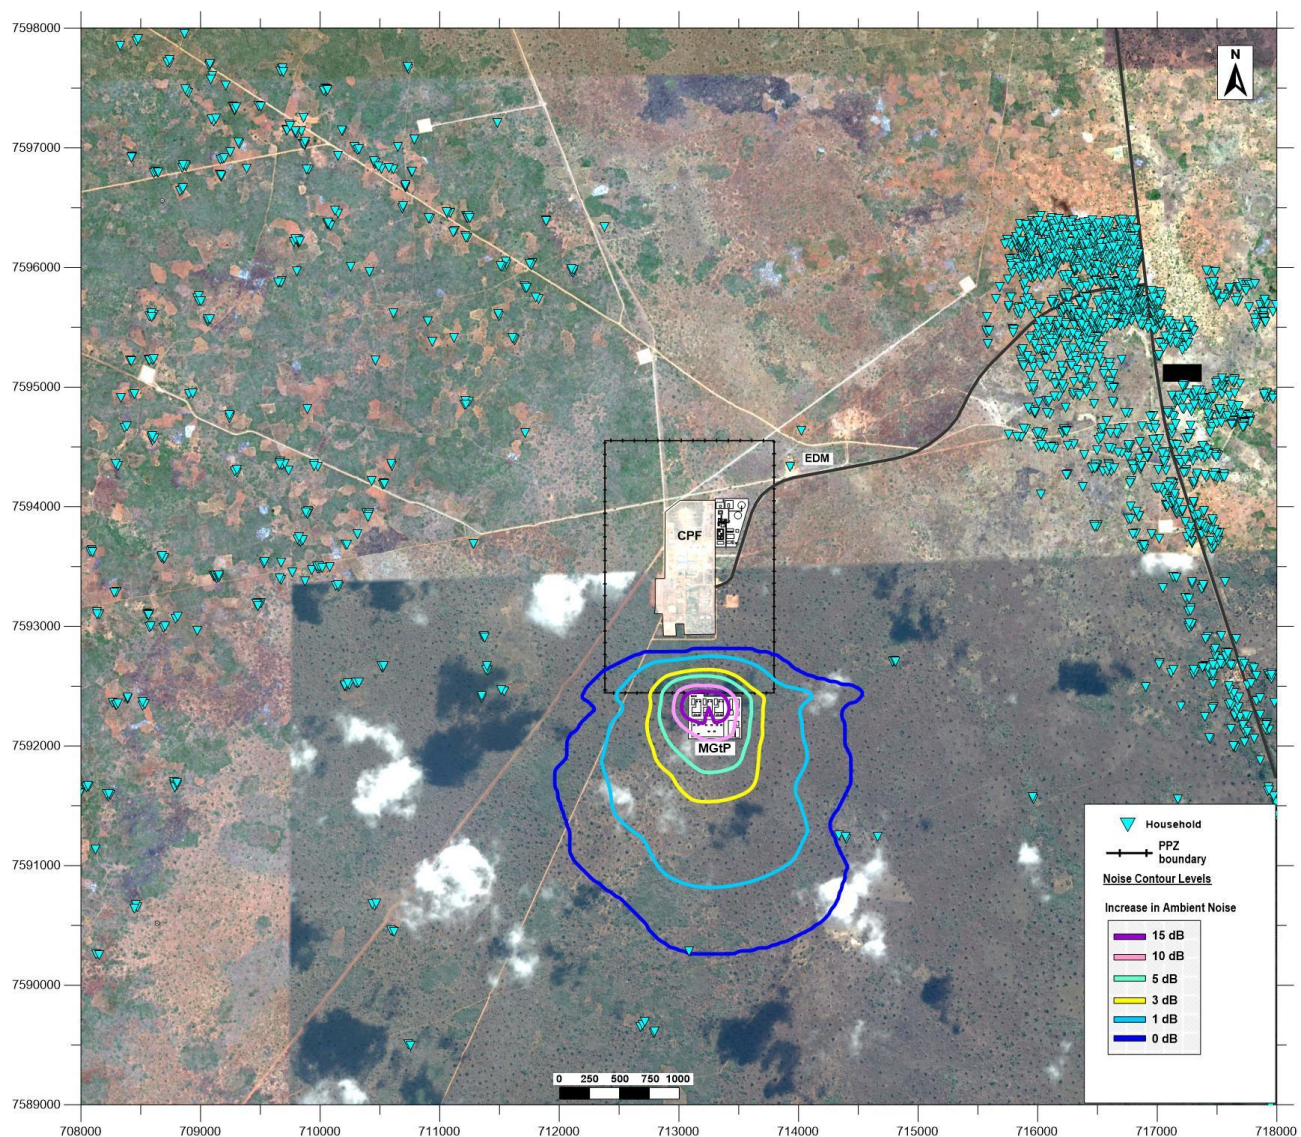 7598000
N
7597000
7596000
7595000
EDM
7594000
CPF
7593000
7592000
MGtP
Household
PPZ
boundary
Noise Contour Levels
7591000
Increase in Ambient Noise
15 dB
10 dB
5 dB
7590000
3 dB
1 dB
0 dB
0 250 500 750 1000
7589000
708000 709000 710000 711000 712000 713000 714000 715000 716000 717000 718000